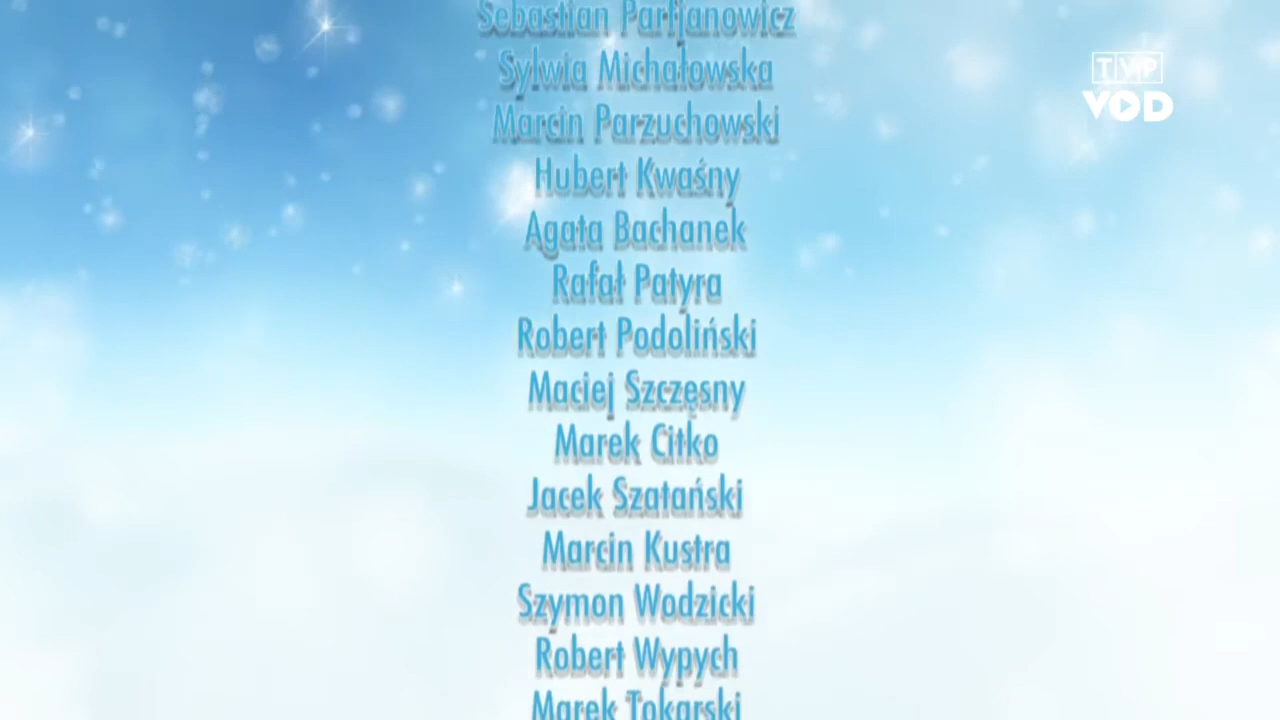 Sebastian Parfjanowicz
Sylwia Michałowska
Marcin Parzuchowski
Hubert Kwaśny
Agata Bachanek
Rafał Patyra
Robert Podoliński
Maciej Szczęsny
Marek Citko
Jacek Szatański
Marcin Kustra
Szymon Wodzicki
Robert Wypych
Marek Tokarski
TVP
VOD